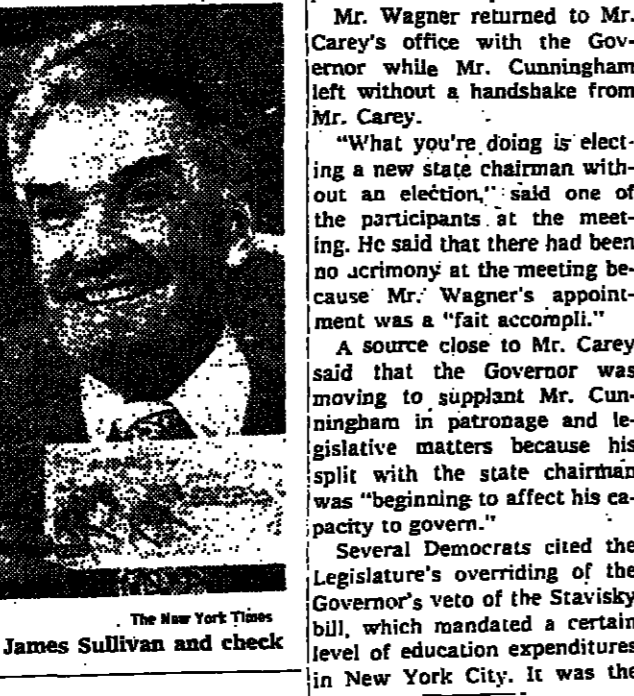 The New York Times
James Sullivan and check
Mr. Wagner returned to Mr.
Carey's office with the Gov-
ernor while Mr. Cunningham
left without a handshake from
Mr. Carey.
"What you're doing is elect-
ing a new state chairman with-
out an election," said one of
the participants at the meet-
ing. He said that there had been
no acrimony at the meeting be-
cause Mr. Wagner's appoint-
ment was a "fait accompli."
A source close to Mr. Carey
said that the Governor was
moving to supplant Mr. Cun-
ningham in patronage and le-
gislative matters because his
split with the state chairman
was "beginning to affect his ca-
pacity to govern."
Several Democrats cited the
Legislature's overriding of the
Governor's veto of the Stavisky
bill, which mandated a certain
level of education expenditures
in New York City. It was the